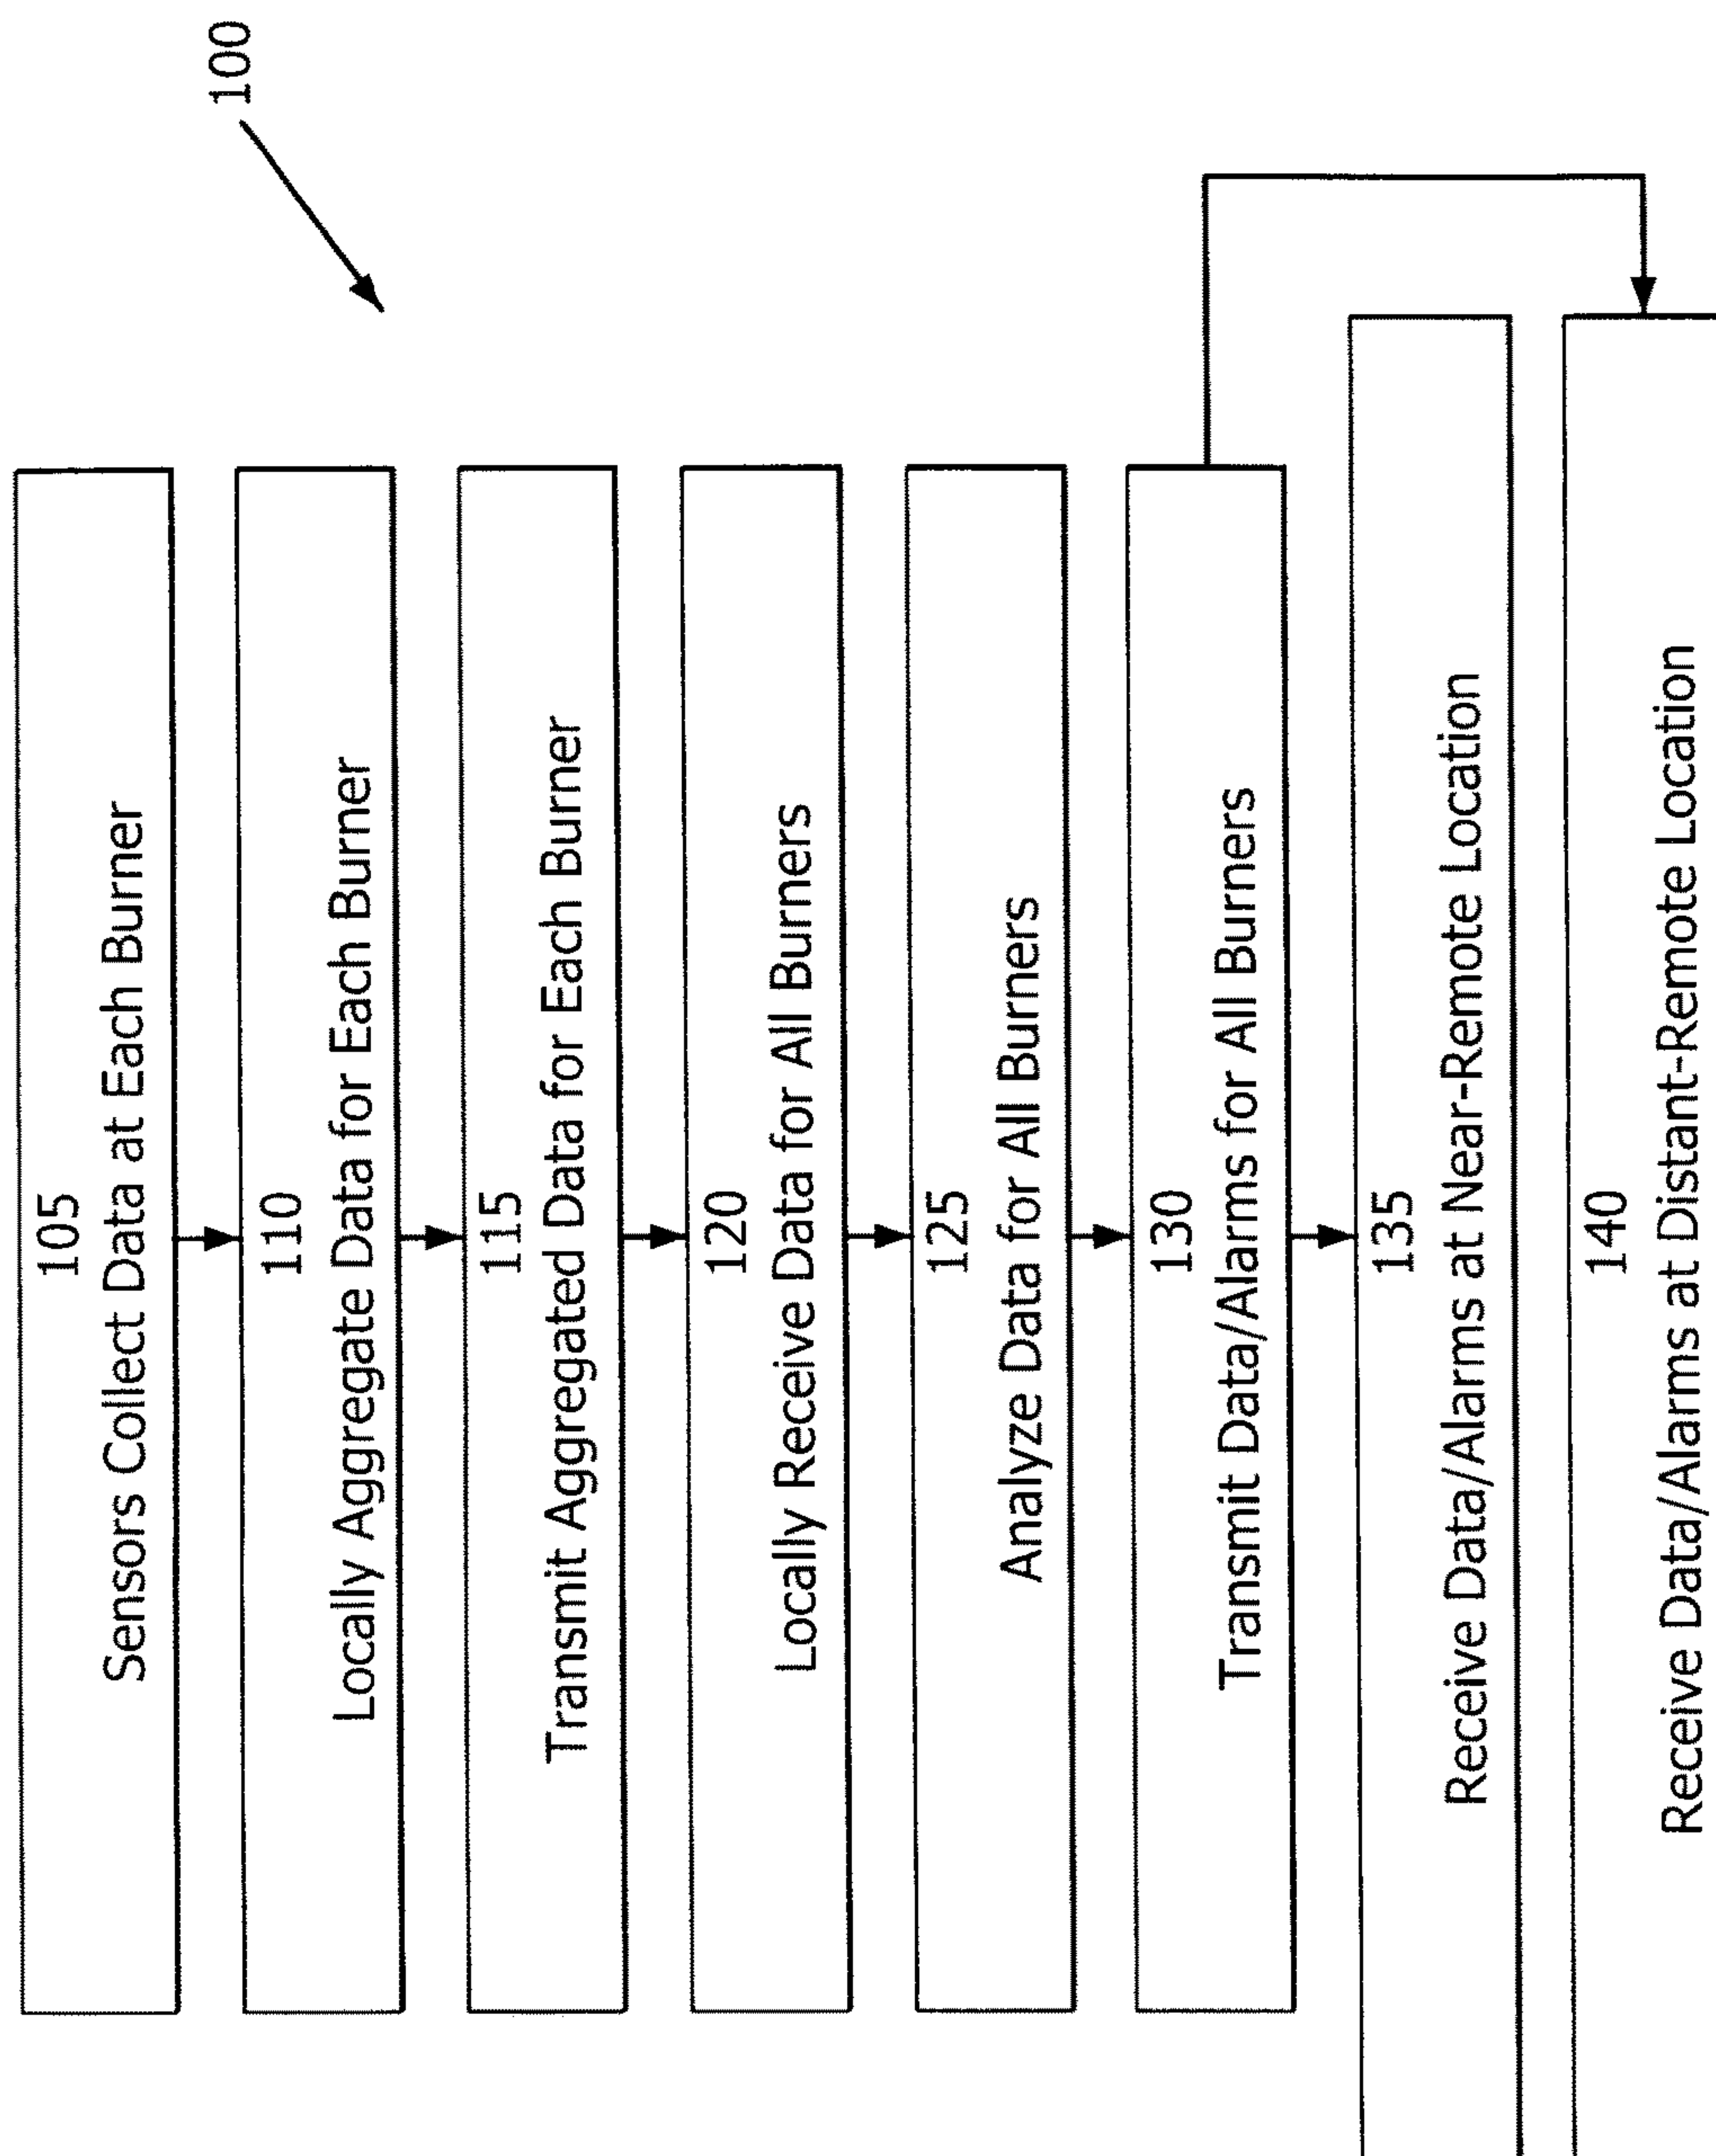 100
105
Sensors Collect Data at Each Burner
110
Locally Aggregate Data for Each Burner
115
Transmit Aggregated Data for Each Burner
120
Locally Receive Data for All Burners
125
Analyze Data for All Burners
130
Transmit Data/Alarms for All Burners
135
Receive Data/Alarms at Near-Remote Location
140
Receive Data/Alarms at Distant-Remote Location